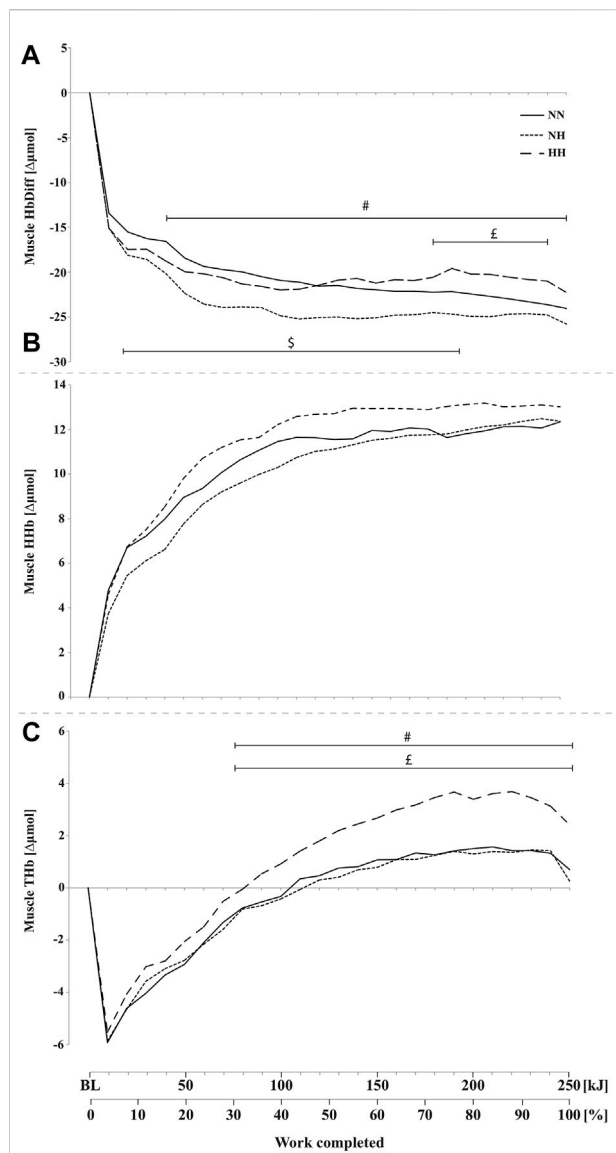 A
Muscle HbDiff [Δμmol]
5
0
-5
-10
-15
-20
-25
-30
NN
NH
HH
#
£
$
B
Muscle HHb [Δμmol]
14
12
10
8
6
4
2
0
C
Muscle THb [Δμmol]
6
4
2
0
-2
-4
-6
#
£
BL 50 100 150 200 250 [kJ]
0 10 20 30 40 50 60 70 80 90 100 [%]
Work completed